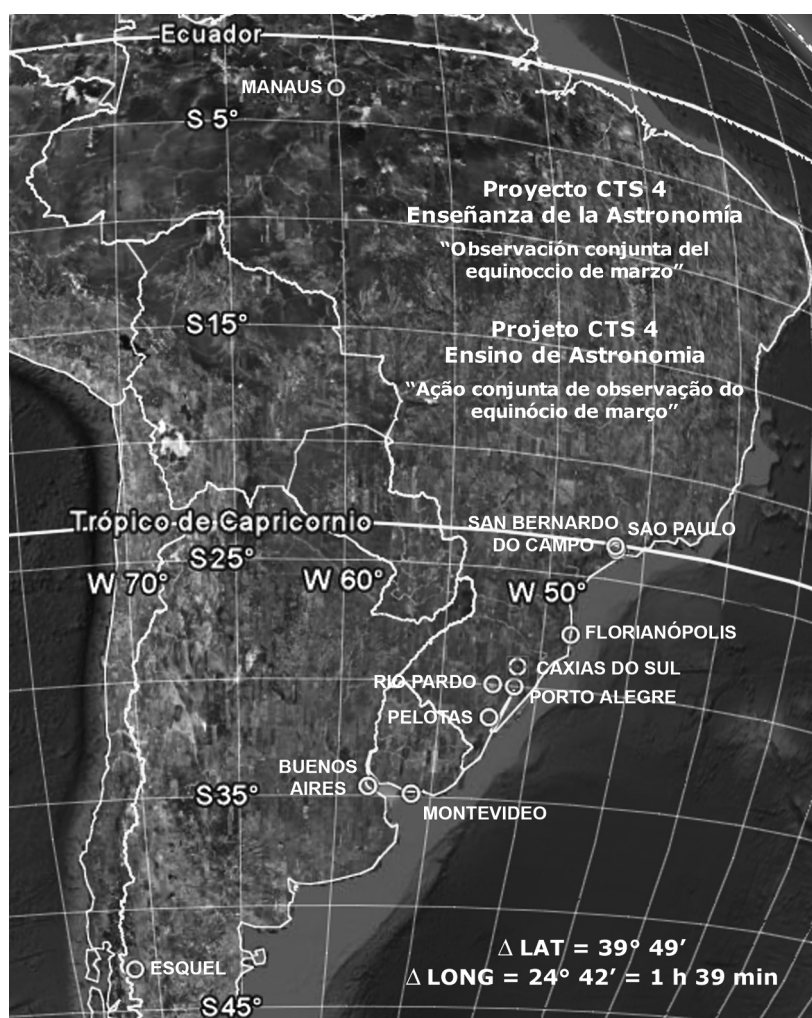 Ecuador
MANAUS
S 5°
Proyecto CTS 4
Enseñanza de la Astronomía
“Observación conjunta del
equinoccio de marzo”
S15°
Projeto CTS 4
Ensino de Astronomia
“Ação conjunta de observação do
equinócio de março”
Trópico de Capricornio
SAN BERNARDO
DO CAMPO
SAO PAULO
S25°
W 70°
W 60°
W 50°
FLORIANÓPOLIS
CAXIAS DO SUL
RIO PARDO
PORTO ALEGRE
PELOTAS
BUENOS
AIRES
S35°
MONTEVIDEO
Δ LAT = 39° 49’
ESQUEL
Δ LONG = 24° 42’ = 1 h 39 min
S45°